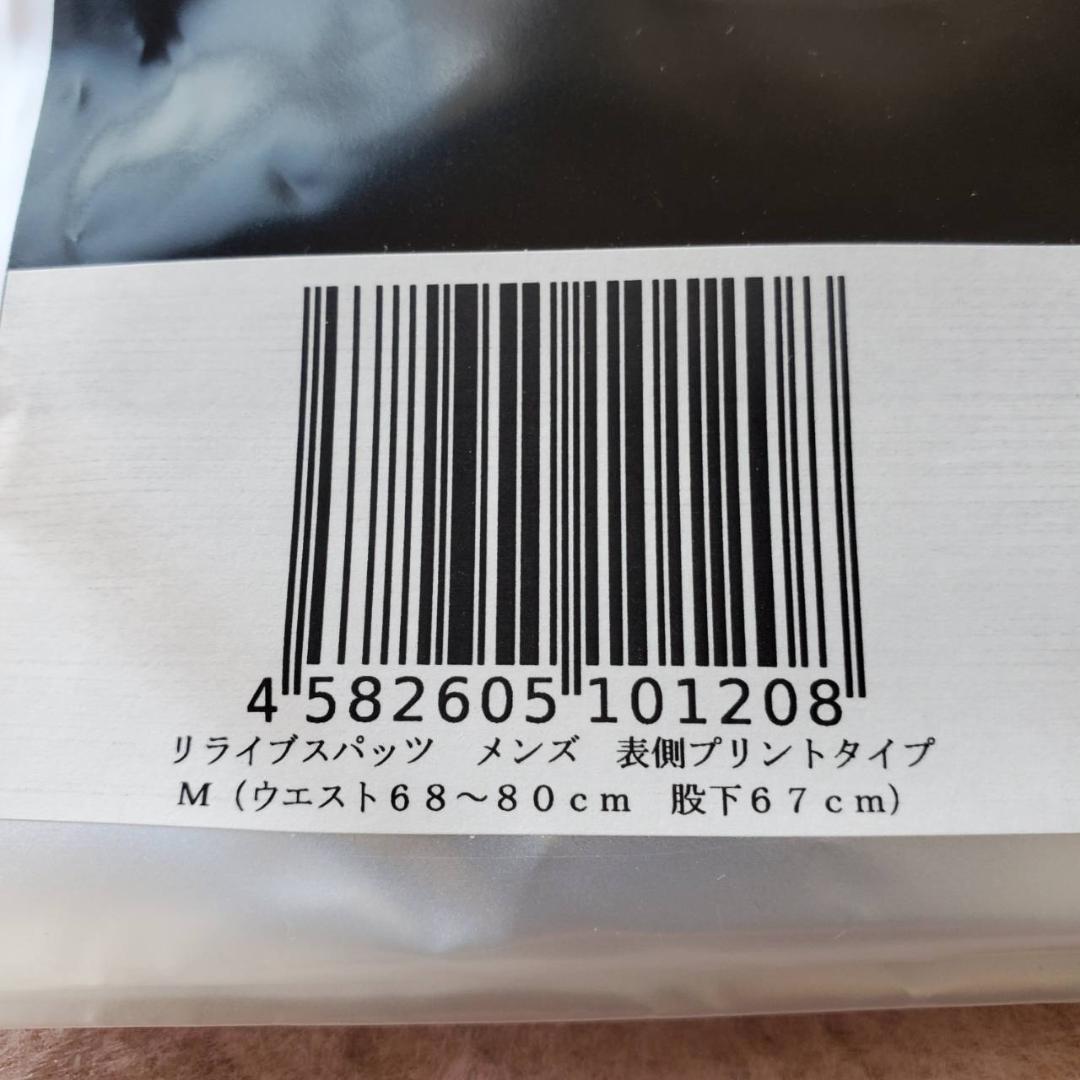 4 582605 101208
リライブスパッツ　メンズ　表側プリントタイプ
Ｍ（ウエスト６８～８０ｃｍ　股下６７ｃｍ）